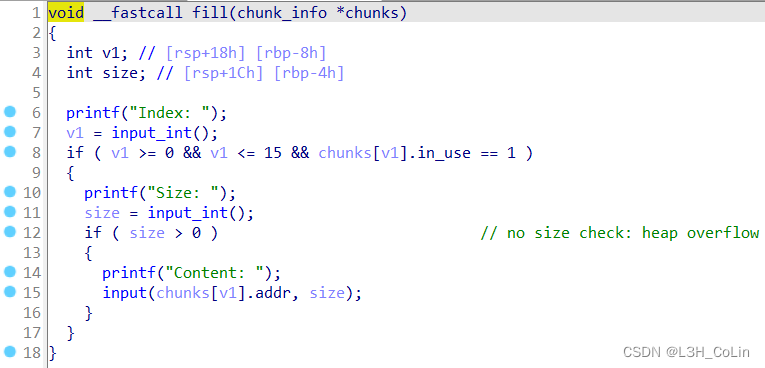 1 void __fastcall fill(chunk_info *chunks)
2 {
3   int v1; // [rsp+18h] [rbp-8h]
4   int size; // [rsp+1Ch] [rbp-4h]
5
6   printf("Index: ");
7   v1 = input_int();
8   if ( v1 >= 0 && v1 <= 15 && chunks[v1].in_use == 1 )
9   {
10     printf("Size: ");
11     size = input_int();
12     if ( size > 0 )                // no size check: heap overflow
13     {
14       printf("Content: ");
15       input(chunks[v1].addr, size);
16     }
17   }
18 }
CSDN @L3H_CoLin